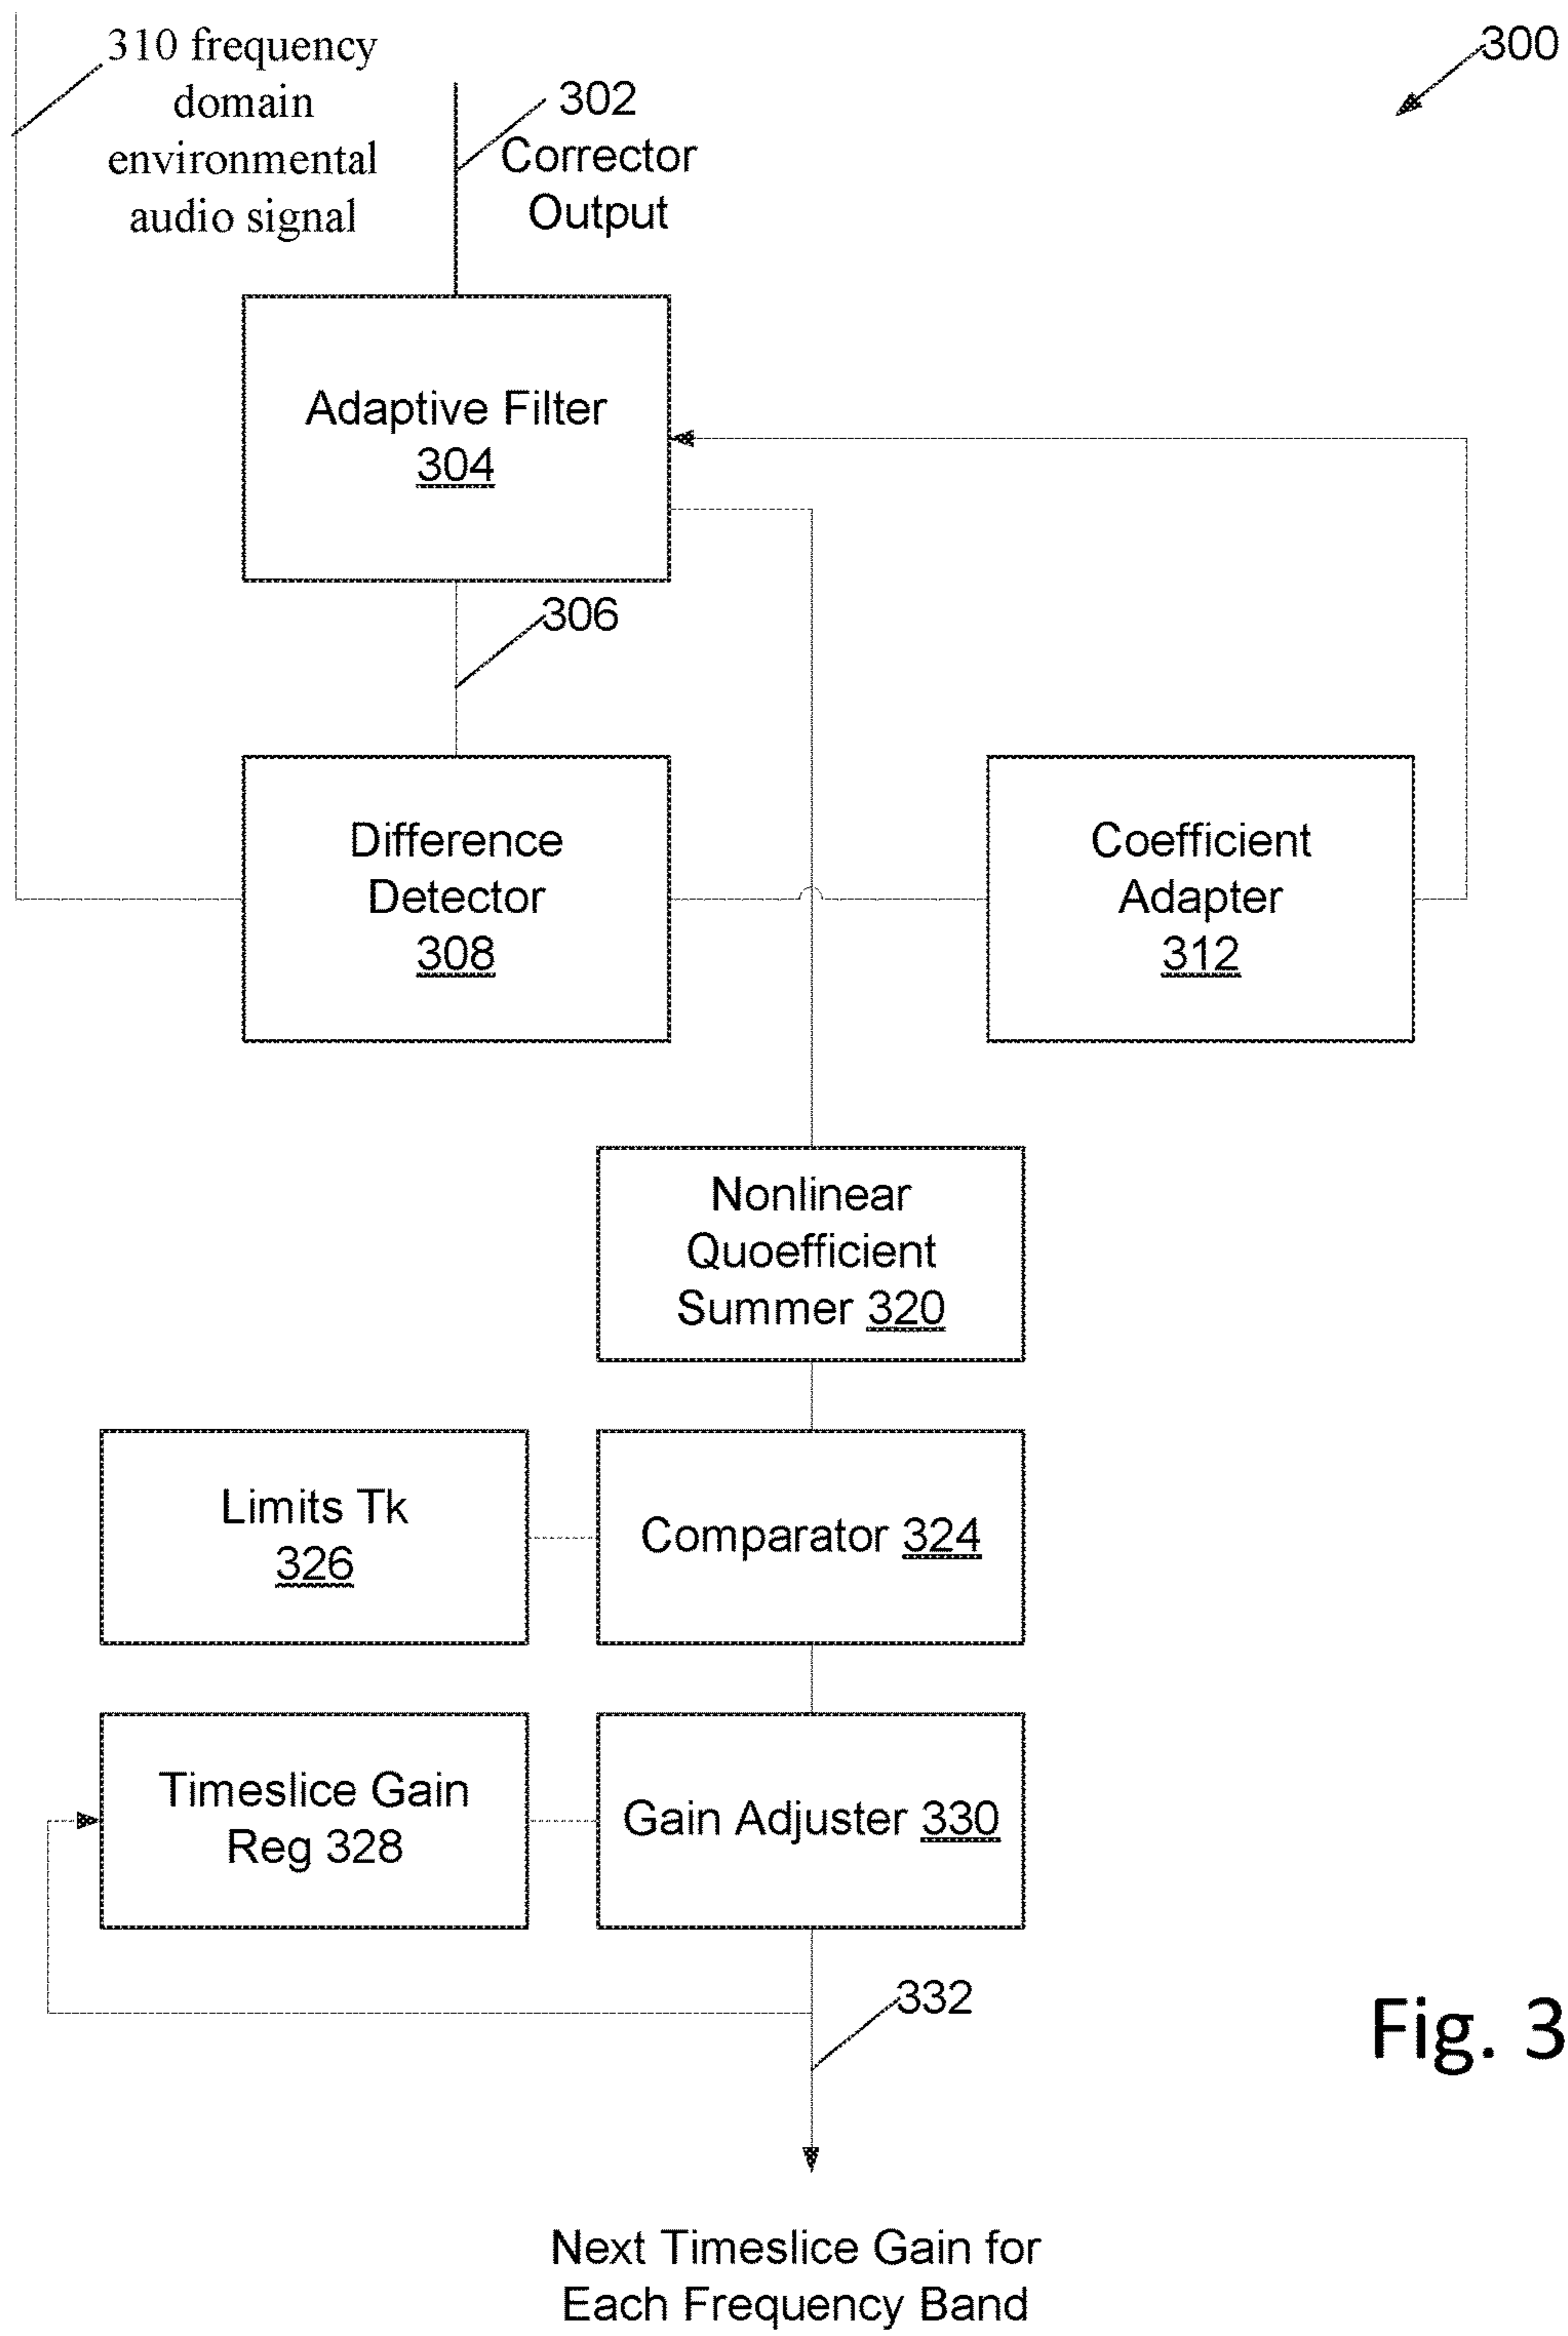 310 frequency
domain
environmental
audio signal
302
Corrector
Output
300
Adaptive Filter
304
306
Difference
Detector
308
Coefficient
Adapter
312
Nonlinear
Quoefficient
Summer 320
Limits Tk
326
Comparator 324
Timeslice Gain
Reg 328
Gain Adjuster 330
332
Fig. 3
Next Timeslice Gain for
Each Frequency Band